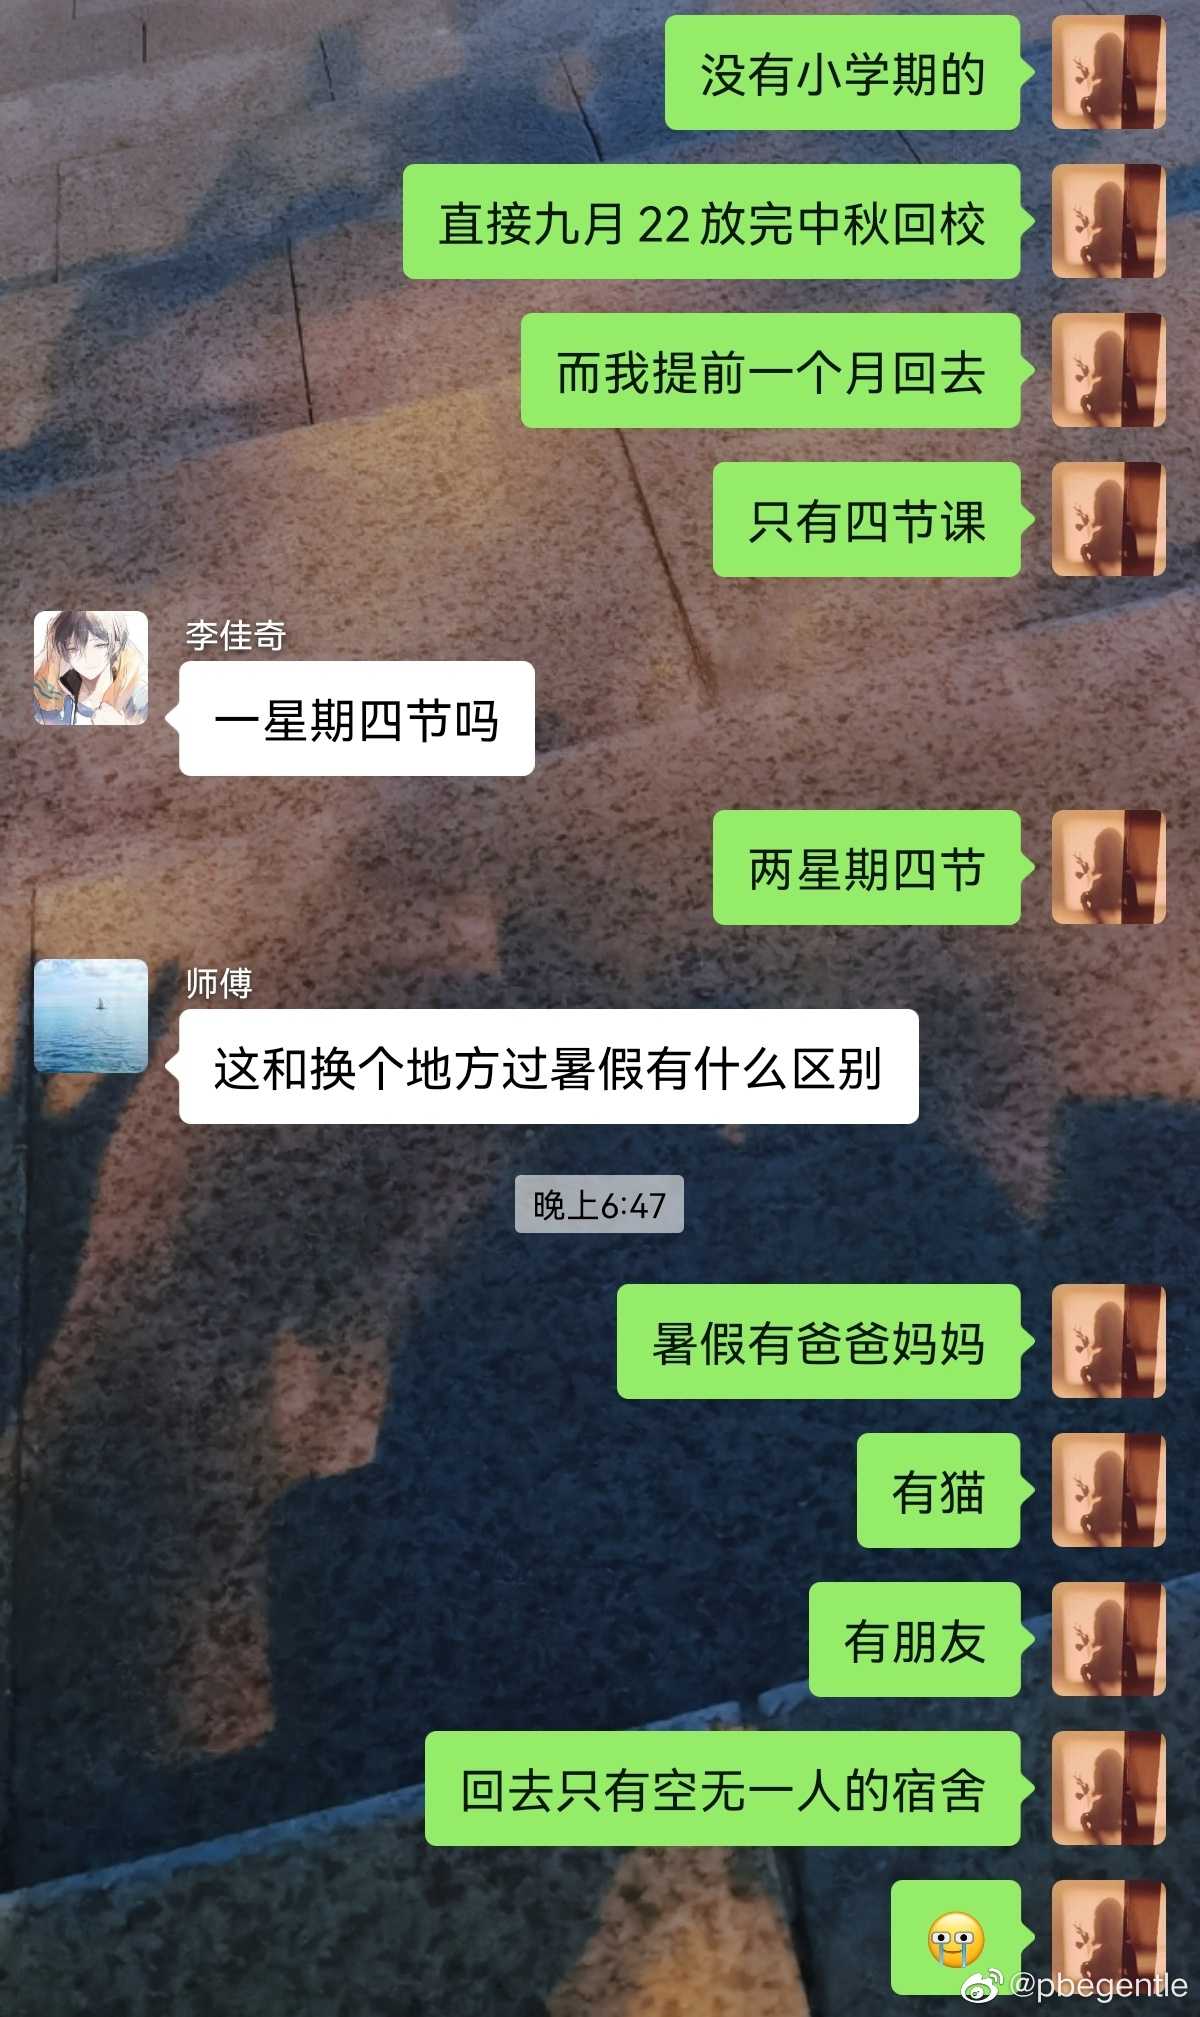 没有小学期的
直接九月22放完中秋回校
而我提前一个月回去
只有四节课
李佳奇
一星期四节吗
两星期四节
师傅
这和换个地方过暑假有什么区别
晚上6:47
暑假有爸爸妈妈
有猫
有朋友
回去只有空无一人的宿舍
@pbegentle